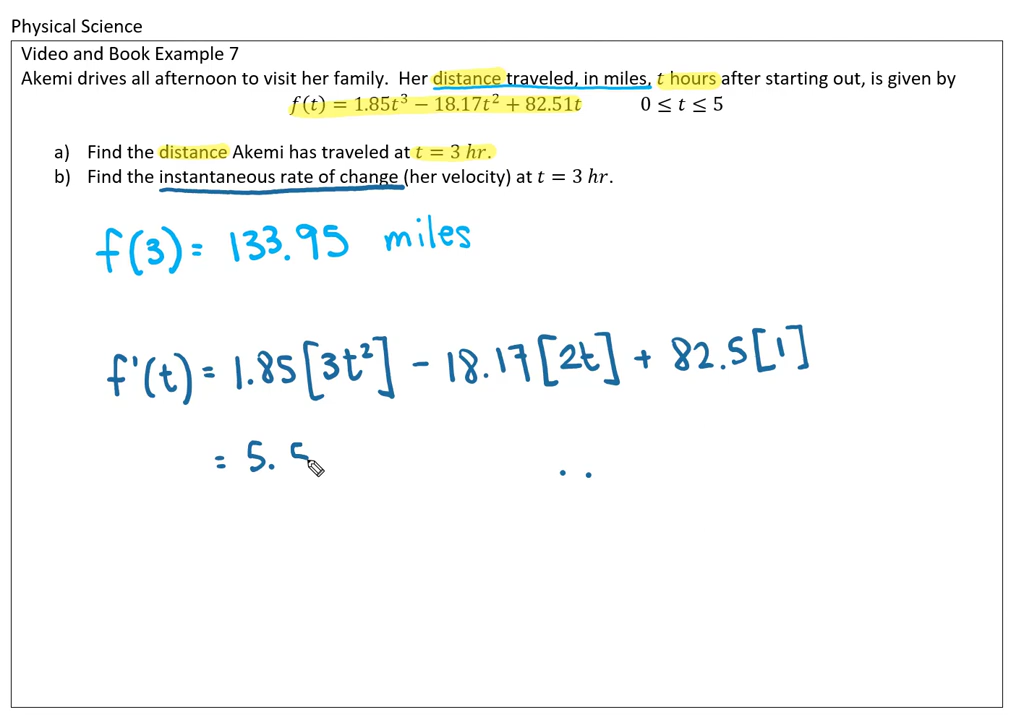 Physical Science
Video and Book Example 7
Akemi drives all afternoon to visit her family. Her distance traveled, in miles, t hours after starting out, is given by
f(t) = 1.85t³ − 18.17t² + 82.51t 0 ≤ t ≤ 5
a) Find the distance Akemi has traveled at t = 3 hr.
b) Find the instantaneous rate of change (her velocity) at t = 3 hr.
f(3) = 133.95 miles
f'(t) = 1.85[3t²] - 18.17[2t] + 82.5[1]
= 5.5